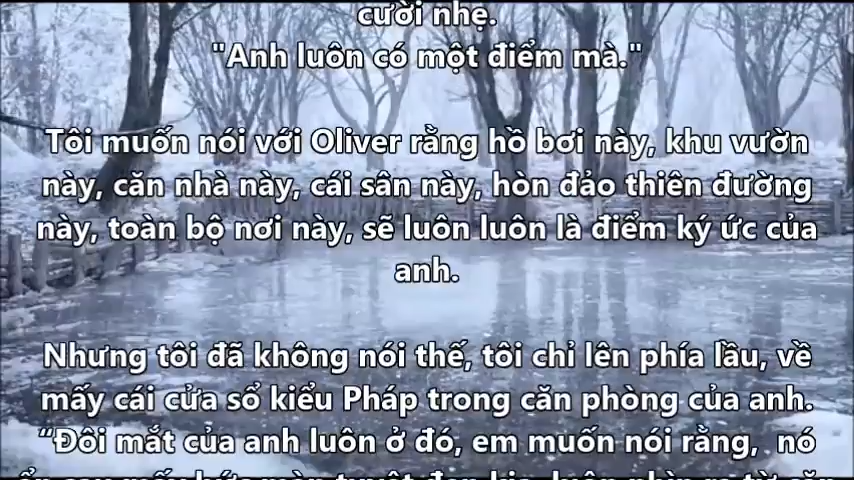 cười nhẹ.
"Anh luôn có một điểm mà."
Tôi muốn nói với Oliver rằng hồ bơi này, khu vườn
này, căn nhà này, cái sân này, hòn đảo thiên đường
này, toàn bộ nơi này, sẽ luôn luôn là điểm ký ức của
anh.
Nhưng tôi đã không nói thế, tôi chỉ lên phía lầu, về
mấy cái cửa sổ kiểu Pháp trong căn phòng của anh.
“Đôi mắt của anh luôn ở đó, em muốn nói rằng, nó